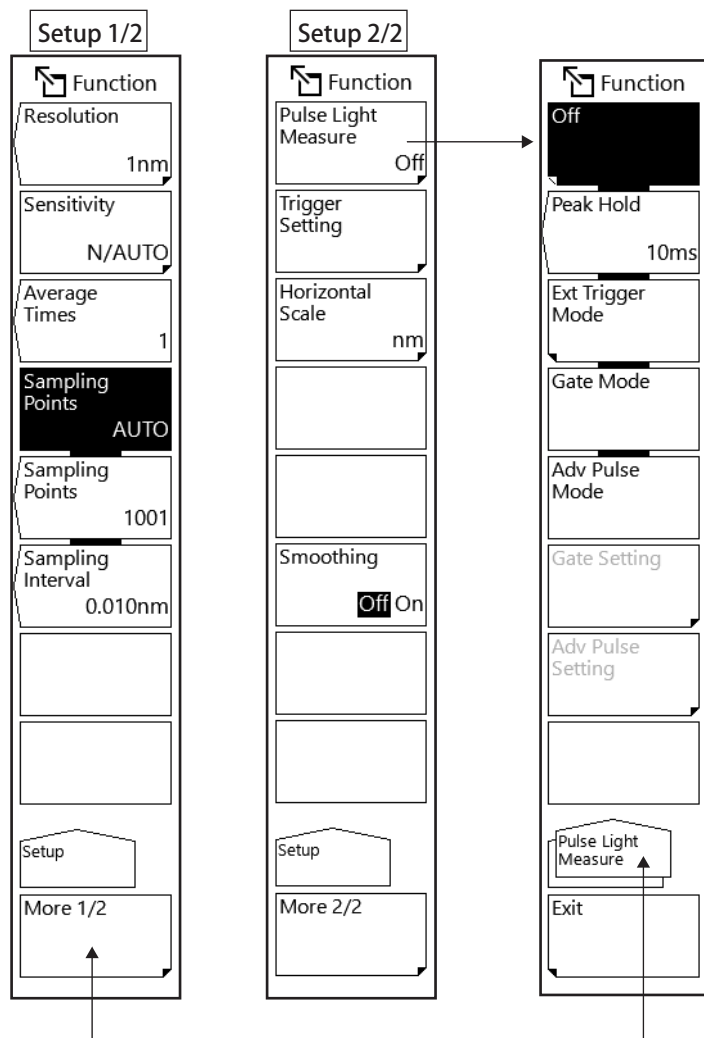 Setup 1/2
Function
Resolution
1nm
Sensitivity
N/AUTO
Average
Times
1
Sampling
Points
AUTO
Sampling
Points
1001
Sampling
Interval
0.010nm
Setup
More 1/2
Setup 2/2
Function
Pulse Light
Measure
Off
Trigger
Setting
Horizontal
Scale
nm
Smoothing
Off On
Setup
More 2/2
Function
Off
Peak Hold
10ms
Ext Trigger
Mode
Gate Mode
Adv Pulse
Mode
Gate Setting
Adv Pulse
Setting
Pulse Light
Measure
Exit